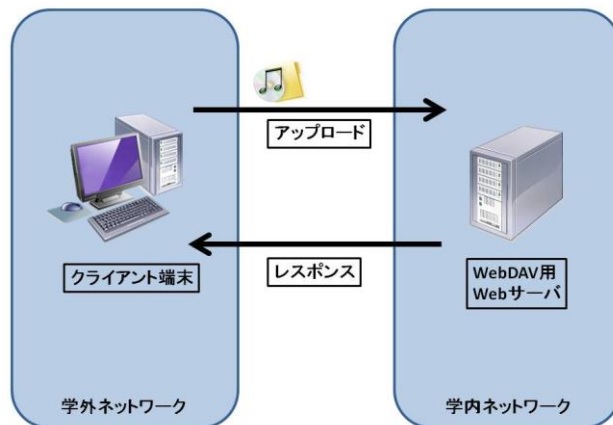 アップロード
クライアント端末
レスポンス
WebDAV用
Webサーバ
学外ネットワーク
学内ネットワーク